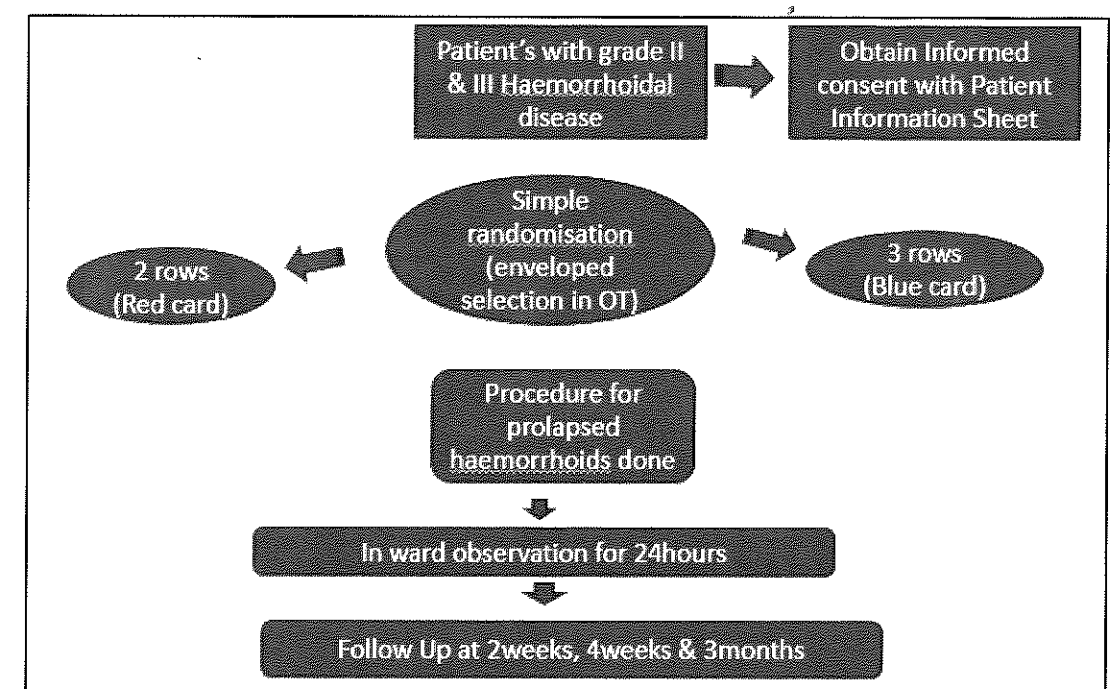 Patient's with grade II
& III Haemorrhoidal
disease
Obtain Informed
consent with Patient
Information Sheet
Simple
randomisation
(enveloped
selection in OT)
2 rows
(Red card)
3 rows
(Blue card)
Procedure for
prolapsed
haemorrhoids done
In ward observation for 24hours
Follow Up at 2weeks, 4weeks & 3months